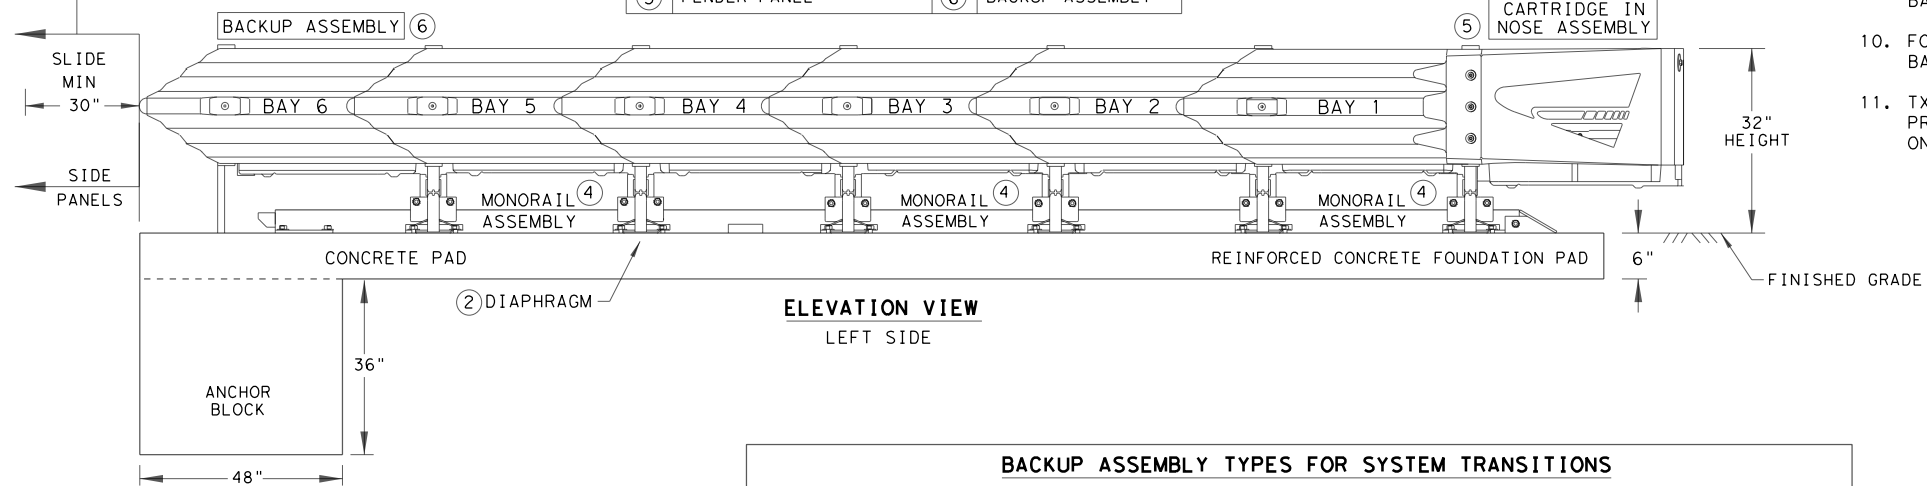 5 FENDER PANEL 6 BACKUP ASSEMBLY
BACKUP ASSEMBLY 6
5 CARTRIDGE IN
NOSE ASSEMBLY
BA
10. FO
BA
11. TX
PR
ON
SLIDE
MIN
30"
SIDE
PANELS
BAY 6
BAY 5
BAY 4
BAY 3
BAY 2
BAY 1
32"
HEIGHT
MONORAIL 4
ASSEMBLY
MONORAIL 4
ASSEMBLY
MONORAIL 4
ASSEMBLY
CONCRETE PAD
REINFORCED CONCRETE FOUNDATION PAD
6"
FINISHED GRADE
2 DIAPHRAGM
ELEVATION VIEW
LEFT SIDE
36"
ANCHOR
BLOCK
48"
BACKUP ASSEMBLY TYPES FOR SYSTEM TRANSITIONS